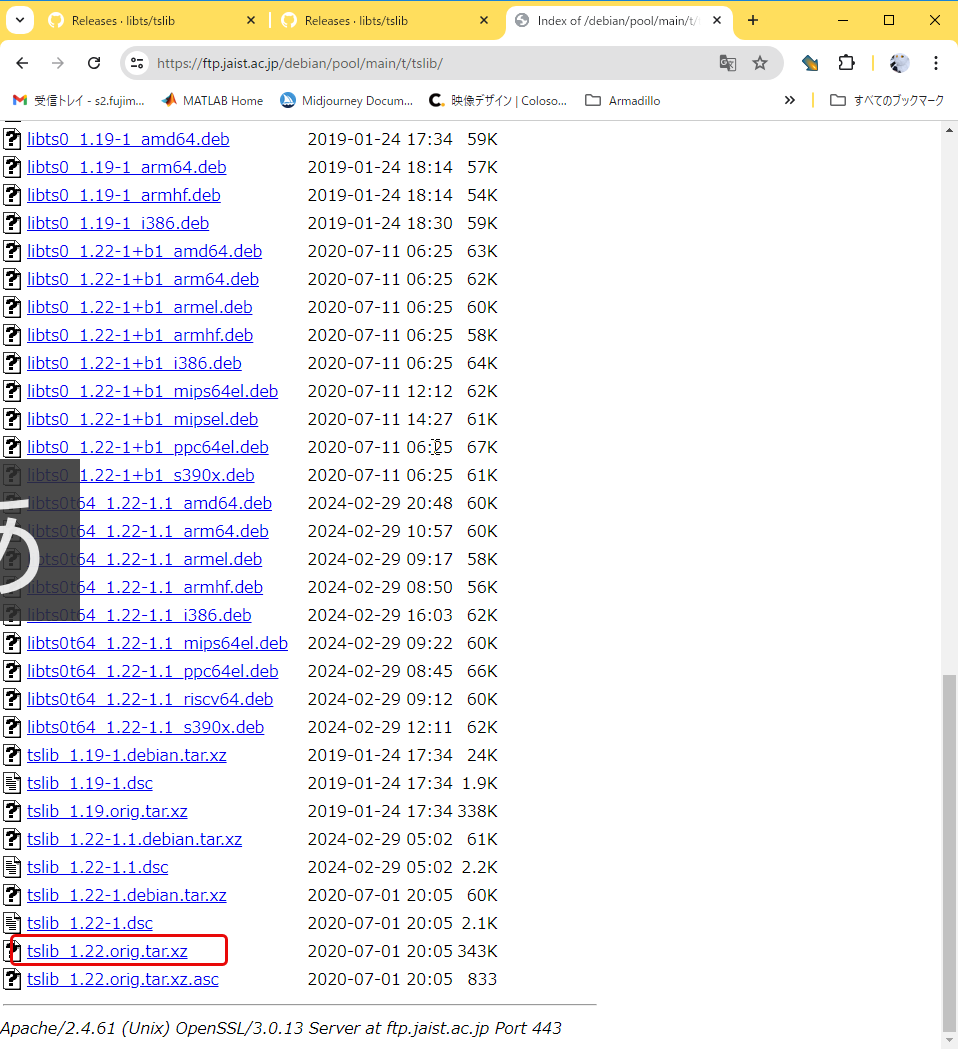 Releases · libts/tslib
Releases · libts/tslib
Index of /debian/pool/main/t/
https://ftp.jaist.ac.jp/debian/pool/main/t/tslib/
受信トレイ - s2.fujim... MATLAB Home Midjourney Docum... 映像デザイン | Coloso... Armadillo » すべてのブックマーク
libts0_1.19-1_amd64.deb 2019-01-24 17:34 59K
libts0_1.19-1_arm64.deb 2019-01-24 18:14 57K
libts0_1.19-1_armhf.deb 2019-01-24 18:14 54K
libts0_1.19-1_i386.deb 2019-01-24 18:30 59K
libts0_1.22-1+b1_amd64.deb 2020-07-11 06:25 63K
libts0_1.22-1+b1_arm64.deb 2020-07-11 06:25 62K
libts0_1.22-1+b1_armel.deb 2020-07-11 06:25 60K
libts0_1.22-1+b1_armhf.deb 2020-07-11 06:25 58K
libts0_1.22-1+b1_i386.deb 2020-07-11 06:25 64K
libts0_1.22-1+b1_mips64el.deb 2020-07-11 12:12 62K
libts0_1.22-1+b1_mipsel.deb 2020-07-11 14:27 61K
libts0_1.22-1+b1_ppc64el.deb 2020-07-11 06:25 67K
libts0_1.22-1+b1_s390x.deb 2020-07-11 06:25 61K
libts0t64_1.22-1.1_amd64.deb 2024-02-29 20:48 60K
libts0t64_1.22-1.1_arm64.deb 2024-02-29 10:57 60K
あ
libts0t64_1.22-1.1_armel.deb 2024-02-29 09:17 58K
libts0t64_1.22-1.1_armhf.deb 2024-02-29 08:50 56K
libts0t64_1.22-1.1_i386.deb 2024-02-29 16:03 62K
libts0t64_1.22-1.1_mips64el.deb 2024-02-29 09:22 60K
libts0t64_1.22-1.1_ppc64el.deb 2024-02-29 08:45 66K
libts0t64_1.22-1.1_riscv64.deb 2024-02-29 09:12 60K
libts0t64_1.22-1.1_s390x.deb 2024-02-29 12:11 62K
tslib_1.19-1.debian.tar.xz 2019-01-24 17:34 24K
tslib_1.19-1.dsc 2019-01-24 17:34 1.9K
tslib_1.19.orig.tar.xz 2019-01-24 17:34 338K
tslib_1.22-1.1.debian.tar.xz 2024-02-29 05:02 61K
tslib_1.22-1.1.dsc 2024-02-29 05:02 2.2K
tslib_1.22-1.debian.tar.xz 2020-07-01 20:05 60K
tslib_1.22-1.dsc 2020-07-01 20:05 2.1K
tslib_1.22.orig.tar.xz 2020-07-01 20:05 343K
tslib_1.22.orig.tar.xz.asc 2020-07-01 20:05 833
Apache/2.4.61 (Unix) OpenSSL/3.0.13 Server at ftp.jaist.ac.jp Port 443